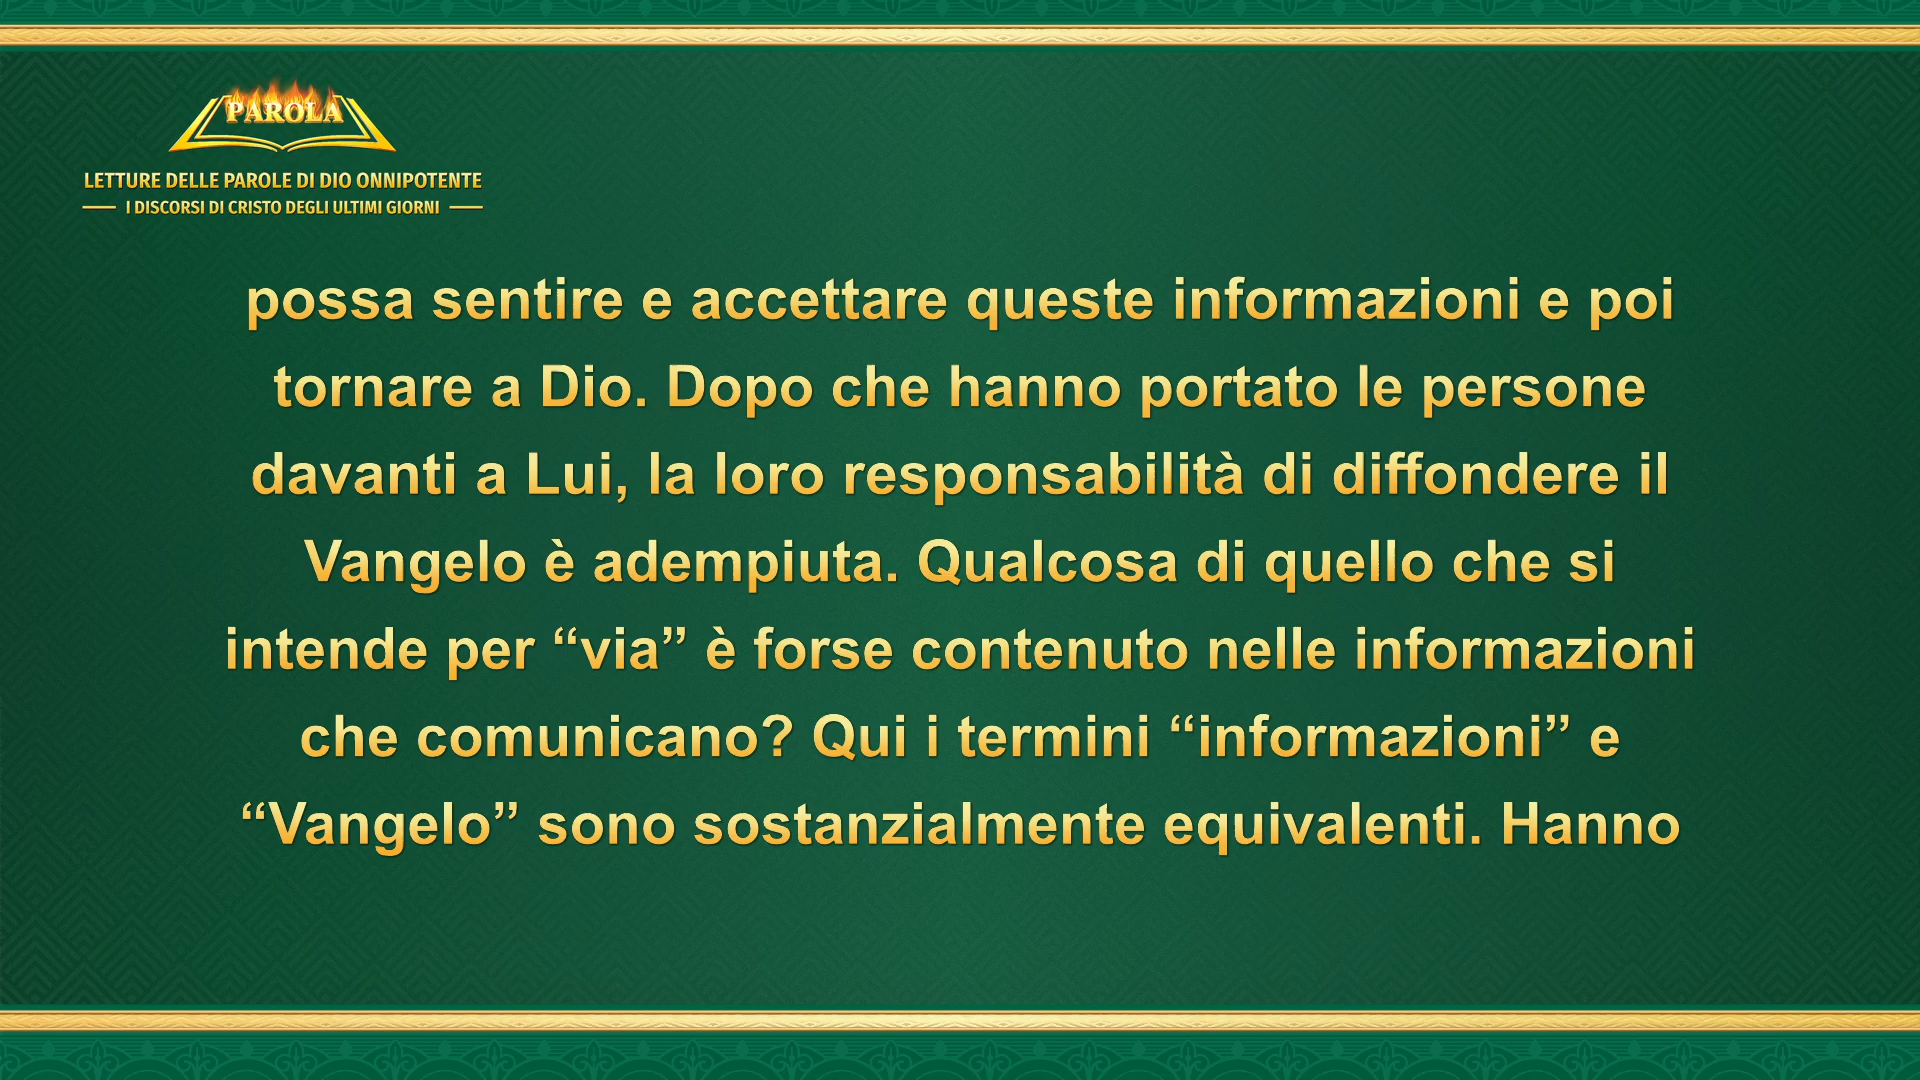 PAROLA
LETTURE DELLE PAROLE DI DIO ONNIPOTENTE
I DISCORSI DI CRISTO DEGLI ULTIMI GIORNI
possa sentire e accettare queste informazioni e poi
tornare a Dio. Dopo che hanno portato le persone
davanti a Lui, la loro responsabilità di diffondere il
Vangelo è adempiuta. Qualcosa di quello che si
intende per “via” è forse contenuto nelle informazioni
che comunicano? Qui i termini “informazioni” e
“Vangelo” sono sostanzialmente equivalenti. Hanno